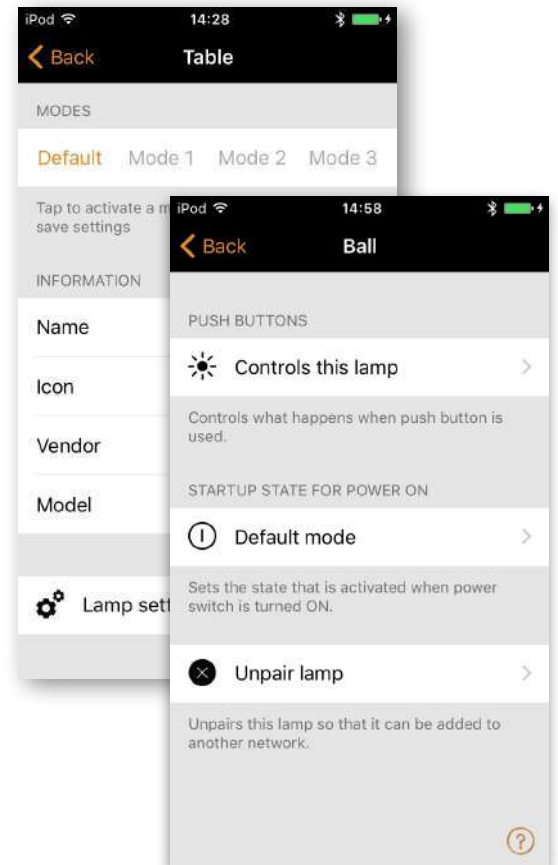 iPod 14:28
Back Table
MODES
Default Mode 1 Mode 2 Mode 3
Tap to activate a
save settings
INFORMATION
Name
Icon
Vendor
Model
Lamp
iPod 14:58
Back Ball
PUSH BUTTONS
Controls this lamp
Controls what happens when push button is
used.
STARTUP STATE FOR POWER ON
Default mode
Sets the state that is activated when power
switch is turned ON.
Unpair lamp
Unpairs this lamp so that it can be added to
another network.
?